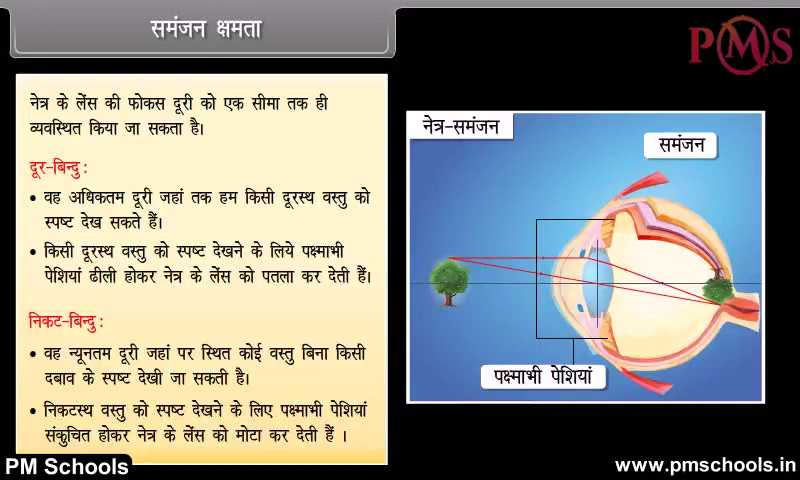 समंजन क्षमता
PMS
नेत्र के लेंस की फोकस दूरी को एक सीमा तक ही
व्यवस्थित किया जा सकता है।
दूर-बिन्दु :
• वह अधिकतम दूरी जहां तक हम किसी दूरस्थ वस्तु को
स्पष्ट देख सकते हैं।
• किसी दूरस्थ वस्तु को स्पष्ट देखने के लिये पक्ष्माभी
पेशियां ढीली होकर नेत्र के लेंस को पतला कर देती हैं।
निकट-बिन्दु :
• वह न्यूनतम दूरी जहां पर स्थित कोई वस्तु बिना किसी
दबाव के स्पष्ट देखी जा सकती है।
• निकटस्थ वस्तु को स्पष्ट देखने के लिए पक्ष्माभी पेशियां
संकुचित होकर नेत्र के लेंस को मोटा कर देती हैं ।
नेत्र-समंजन
समंजन
पक्ष्माभी पेशियां
PM Schools
www.pmschools.in